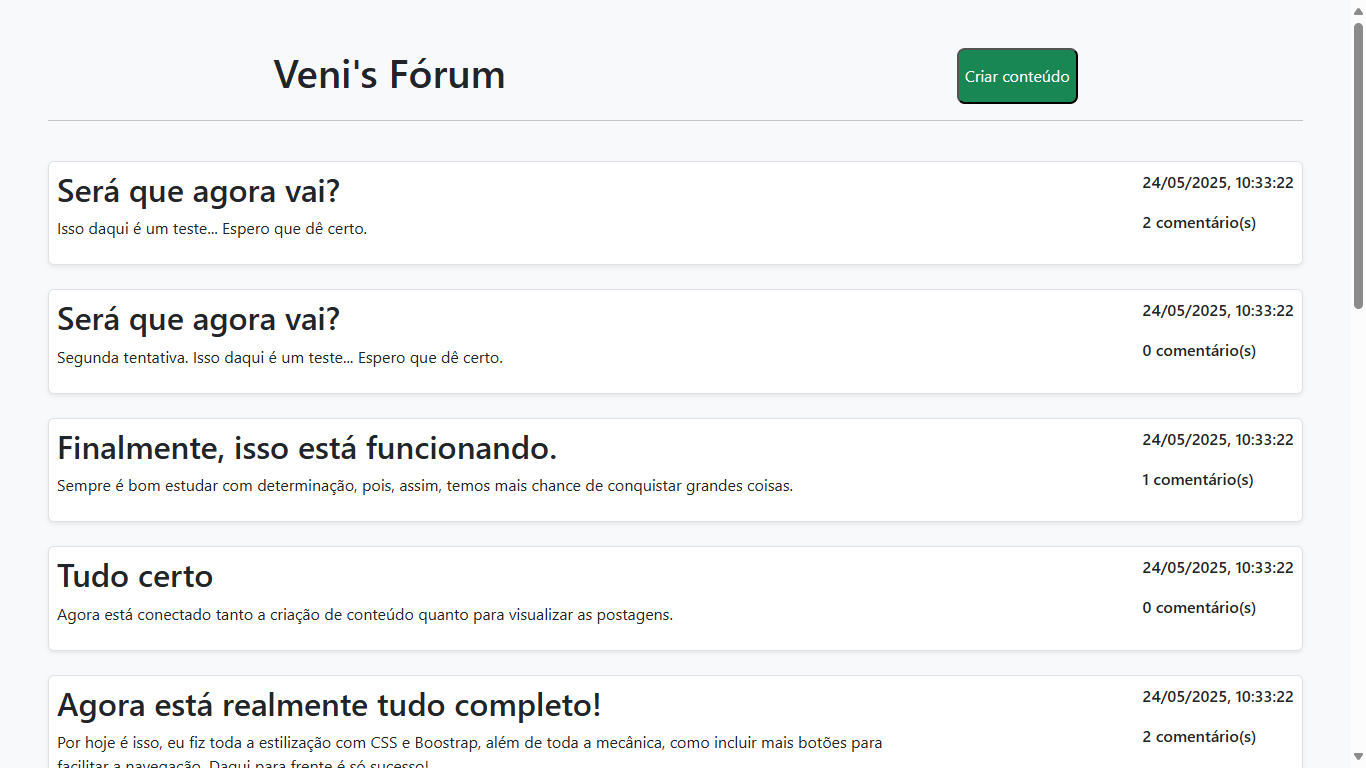 Veni's Fórum
Criar conteúdo
Será que agora vai?
24/05/2025, 10:33:22
Isso daqui é um teste... Espero que dê certo.
2 comentário(s)
Será que agora vai?
24/05/2025, 10:33:22
Segunda tentativa. Isso daqui é um teste... Espero que dê certo.
0 comentário(s)
Finalmente, isso está funcionando.
24/05/2025, 10:33:22
Sempre é bom estudar com determinação, pois, assim, temos mais chance de conquistar grandes coisas.
1 comentário(s)
Tudo certo
24/05/2025, 10:33:22
Agora está conectado tanto a criação de conteúdo quanto para visualizar as postagens.
0 comentário(s)
Agora está realmente tudo completo!
24/05/2025, 10:33:22
Por hoje é isso, eu fiz toda a estilização com CSS e Boostrap, além de toda a mecânica, como incluir mais botões para
2 comentário(s)
facilitar a navegação. Daqui para frente é só sucesso!